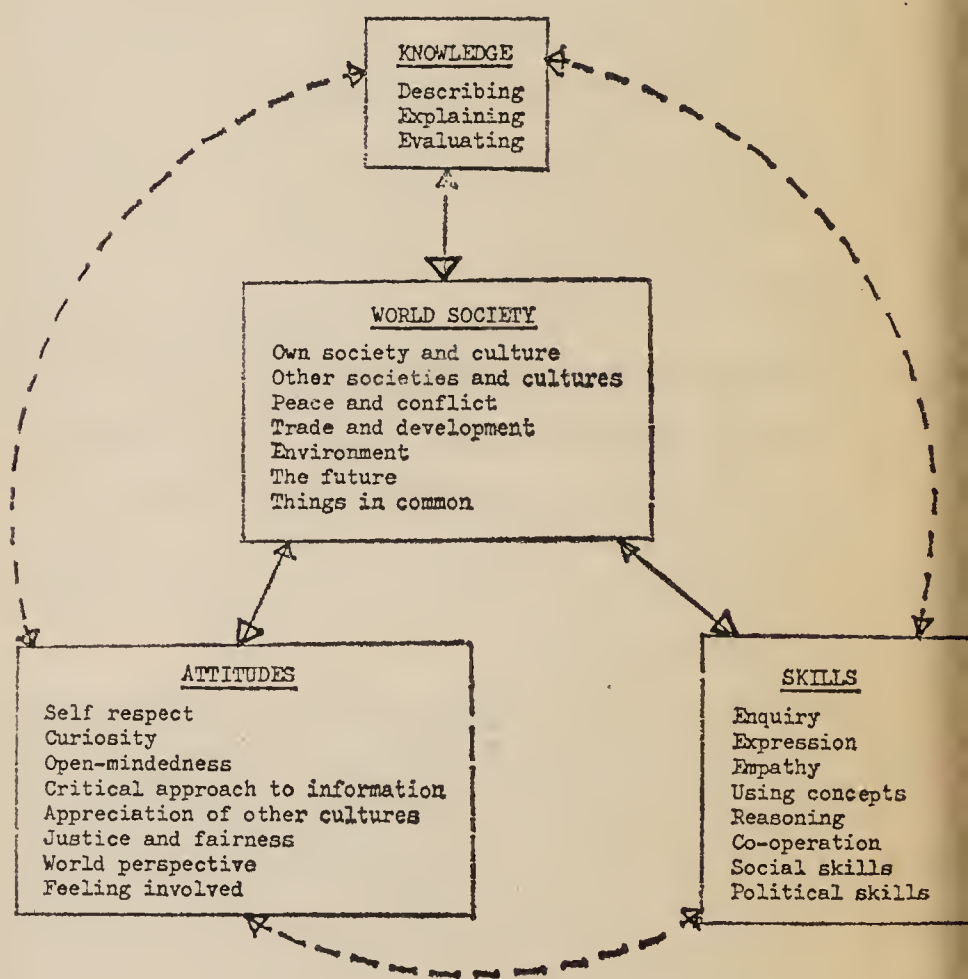 KNOWLEDGE
Describing
Explaining
Evaluating
WORLD SOCIETY
Own society and culture
Other societies and cultures
Peace and conflict
Trade and development
Environment
The future
Things in common
ATTITUDES
Self respect
Curiosity
Open-mindedness
Critical approach to information
Appreciation of other cultures
Justice and fairness
World perspective
Feeling involved
SKILLS
Enquiry
Expression
Empathy
Using concepts
Reasoning
Co-operation
Social skills
Political skills